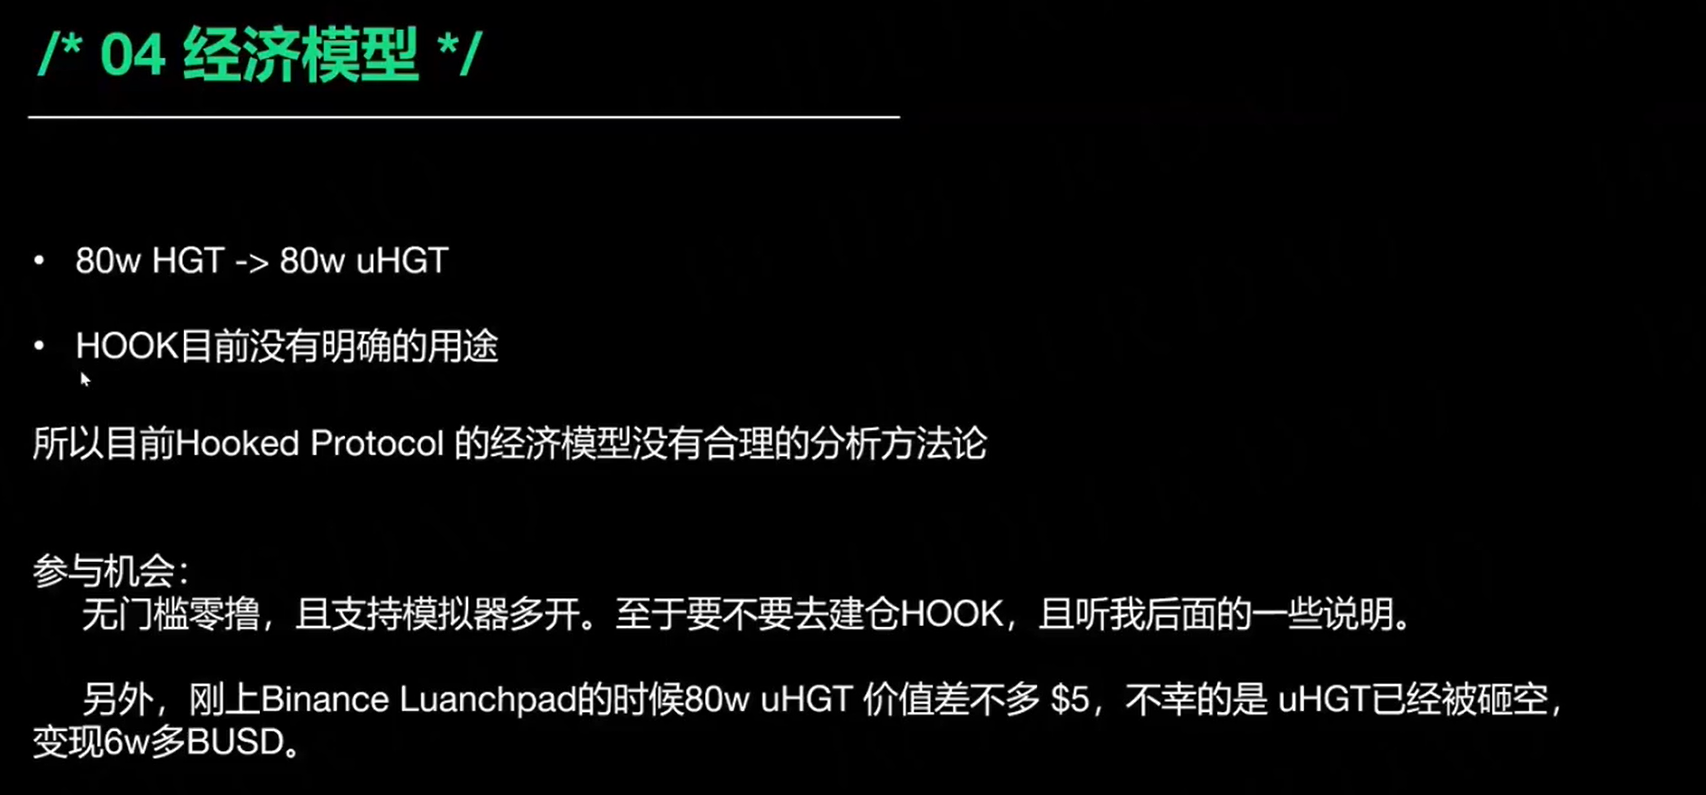 /* 04 经济模型 */
• 80w HGT -> 80w uHGT
• HOOK目前没有明确的用途
所以目前Hooked Protocol 的经济模型没有合理的分析方法论
参与机会：
无门槛零撸，且支持模拟器多开。至于要不要去建仓HOOK，且听我后面的一些说明。
另外，刚上Binance Luanchpad的时候80w uHGT 价值差不多 $5，不幸的是 uHGT已经被砸空，
变现6w多BUSD。